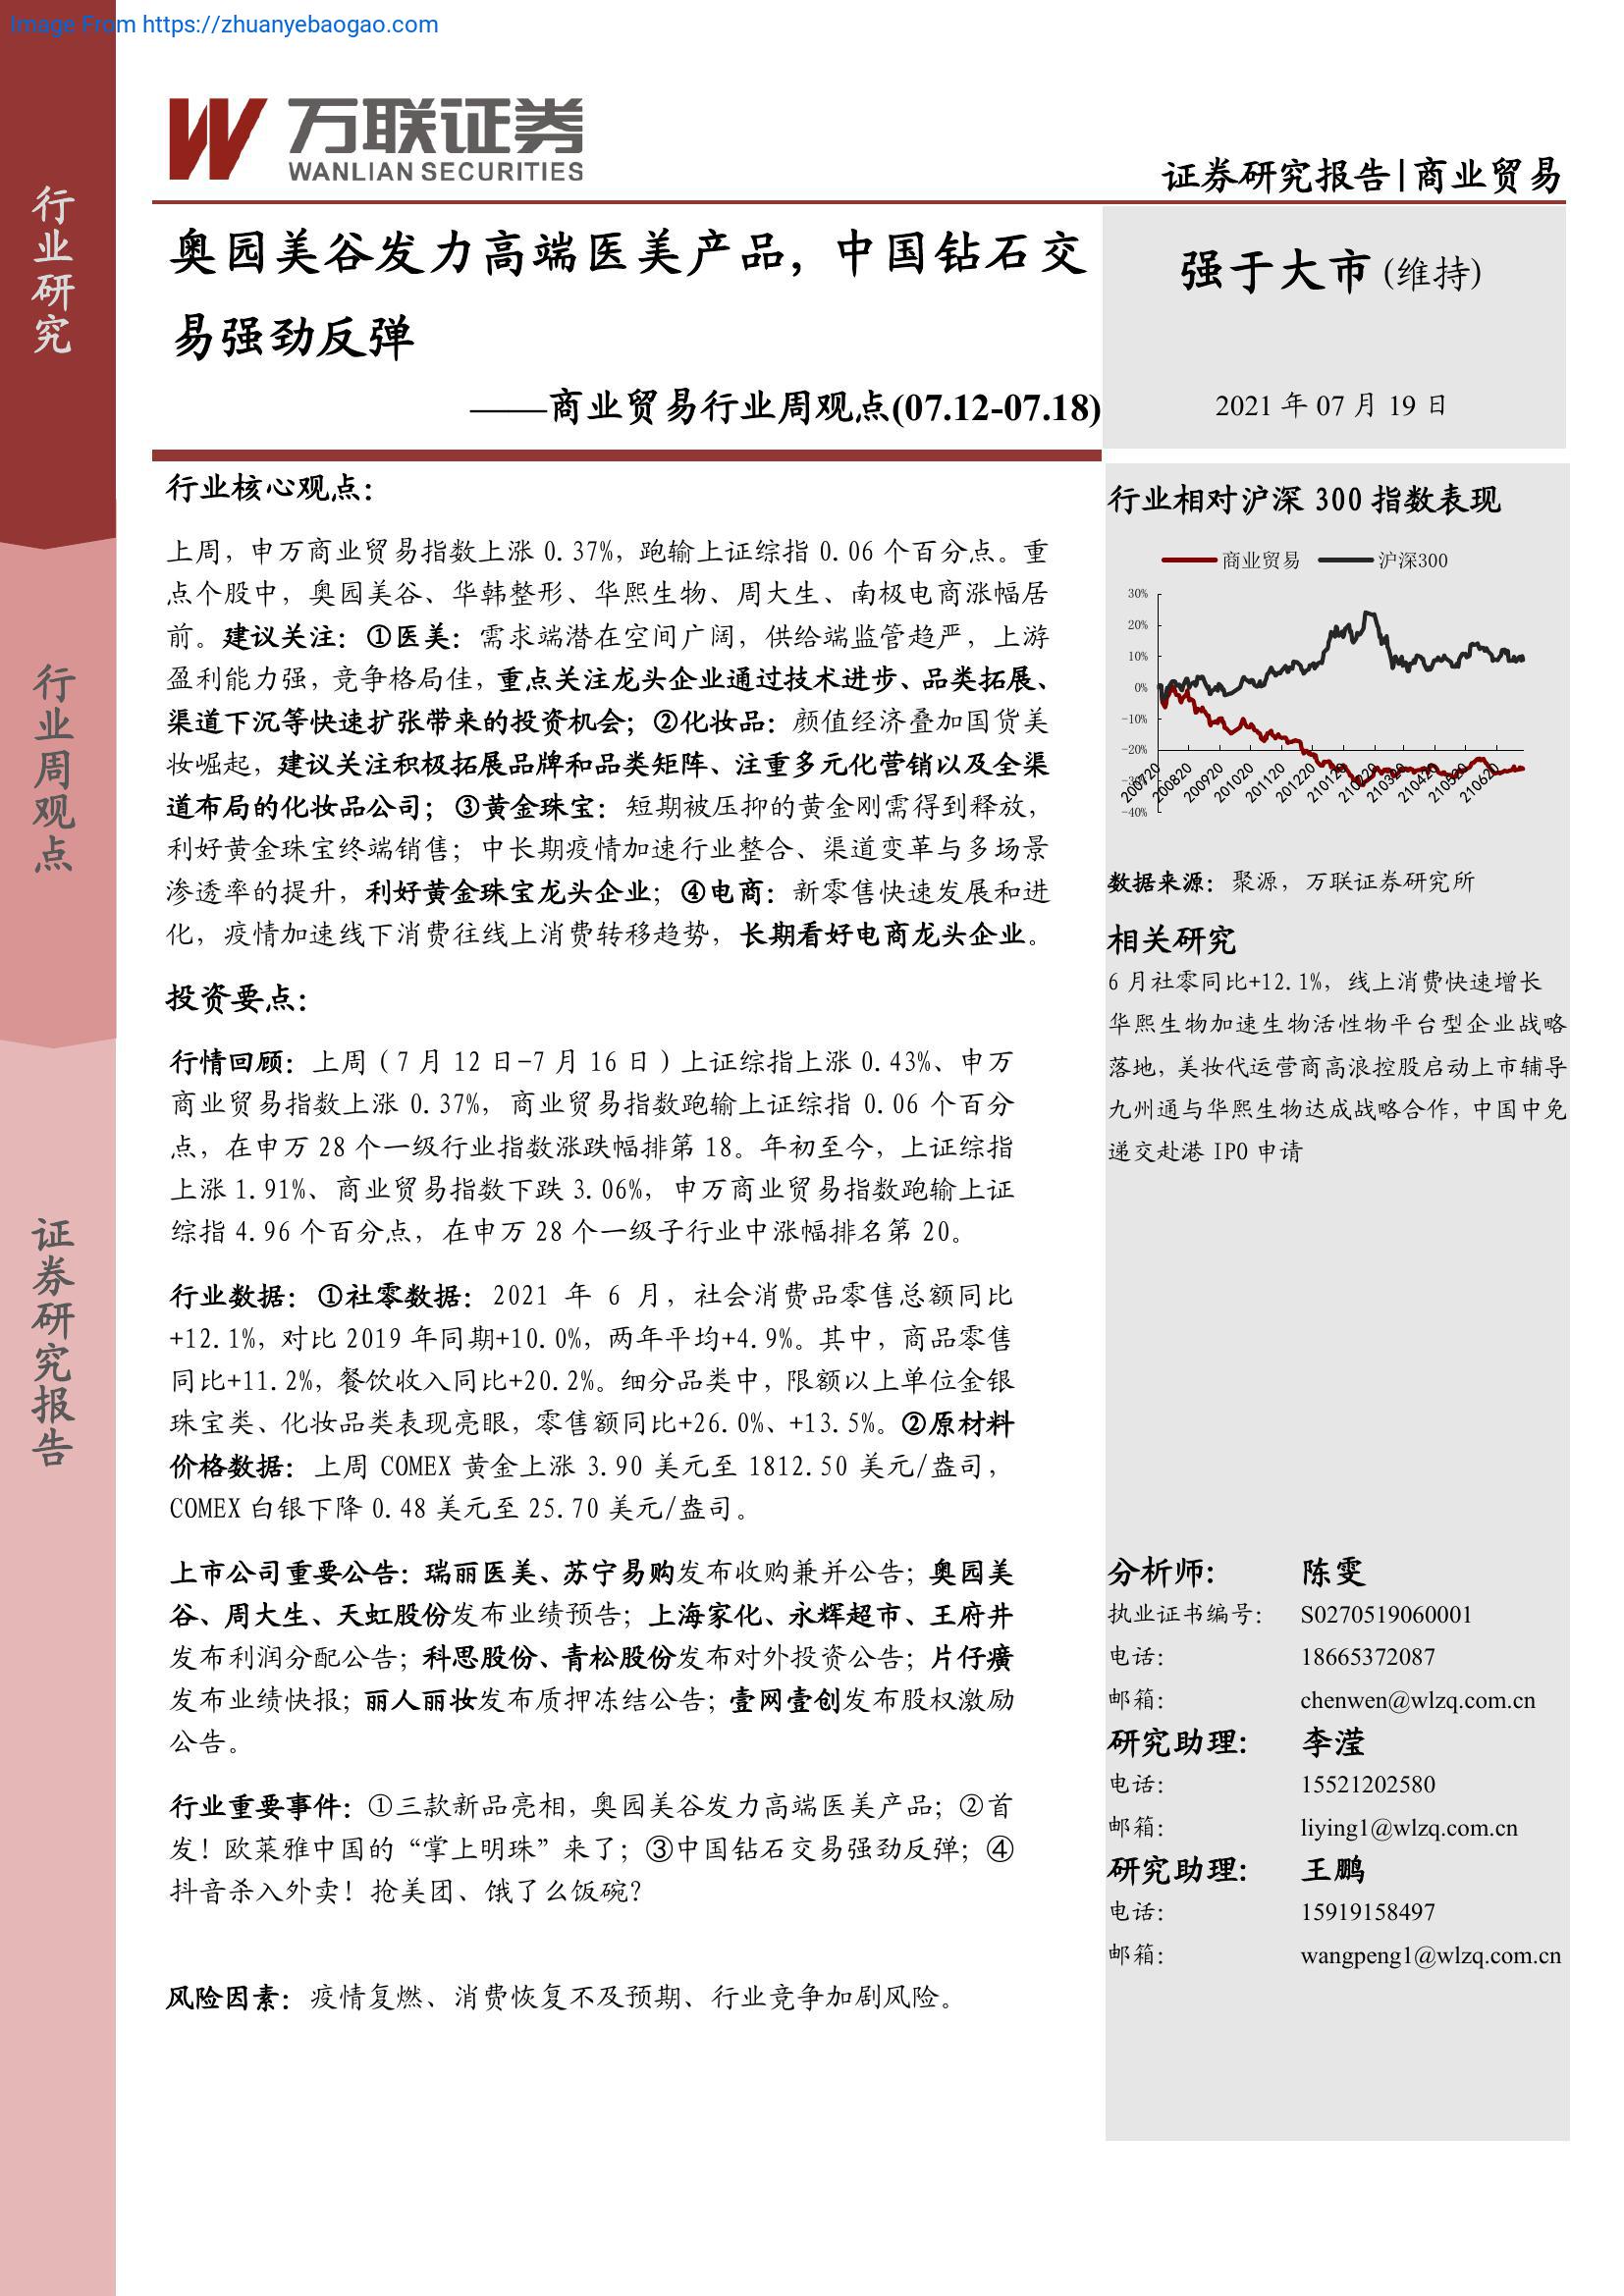 Image From https://zhuanyebaogao.com
行业研究
行业周观点
证券研究报告
万联证券
WANLIAN SECURITIES
证券研究报告|商业贸易
奥园美谷发力高端医美产品，中国钻石交
易强劲反弹
——商业贸易行业周观点(07.12-07.18)
强于大市(维持)
2021 年 07 月 19 日
行业核心观点：
上周，申万商业贸易指数上涨 0.37%，跑输上证综指 0.06 个百分点。重
点个股中，奥园美谷、华韩整形、华熙生物、周大生、南极电商涨幅居
前。建议关注：①医美：需求端潜在空间广阔，供给端监管趋严，上游
盈利能力强，竞争格局佳，重点关注龙头企业通过技术进步、品类拓展、
渠道下沉等快速扩张带来的投资机会；②化妆品：颜值经济叠加国货美
妆崛起，建议关注积极拓展品牌和品类矩阵、注重多元化营销以及全渠
道布局的化妆品公司；③黄金珠宝：短期被压抑的黄金刚需得到释放，
利好黄金珠宝终端销售；中长期疫情加速行业整合、渠道变革与多场景
渗透率的提升，利好黄金珠宝龙头企业；④电商：新零售快速发展和进
化，疫情加速线下消费往线上消费转移趋势，长期看好电商龙头企业。
投资要点：
行情回顾：上周（7 月 12 日-7 月 16 日）上证综指上涨 0.43%、申万
商业贸易指数上涨 0.37%，商业贸易指数跑输上证综指 0.06 个百分
点，在申万 28 个一级行业指数涨跌幅排第 18。年初至今，上证综指
上涨 1.91%、商业贸易指数下跌 3.06%，申万商业贸易指数跑输上证
综指 4.96 个百分点，在申万 28 个一级子行业中涨幅排名第 20。
行业数据：①社零数据：2021 年 6 月，社会消费品零售总额同比
+12.1%，对比 2019 年同期+10.0%，两年平均+4.9%。其中，商品零售
同比+11.2%，餐饮收入同比+20.2%。细分品类中，限额以上单位金银
珠宝类、化妆品类表现亮眼，零售额同比+26.0%、+13.5%。②原材料
价格数据：上周 COMEX 黄金上涨 3.90 美元至 1812.50 美元/盎司，
COMEX 白银下降 0.48 美元至 25.70 美元/盎司。
上市公司重要公告：瑞丽医美、苏宁易购发布收购兼并公告；奥园美
谷、周大生、天虹股份发布业绩预告；上海家化、永辉超市、王府井
发布利润分配公告；科思股份、青松股份发布对外投资公告；片仔癀
发布业绩快报；丽人丽妆发布质押冻结公告；壹网壹创发布股权激励
公告。
行业重要事件：①三款新品亮相，奥园美谷发力高端医美产品；②首
发！欧莱雅中国的“掌上明珠”来了；③中国钻石交易强劲反弹；④
抖音杀入外卖！抢美团、饿了么饭碗？
风险因素：疫情复燃、消费恢复不及预期、行业竞争加剧风险。
行业相对沪深 300 指数表现
商业贸易 沪深300
30%
20%
10%
0%
-10%
-20%
-30%
-40%
200720 200820 200920 201020 201120 201220 210120 210220 210320 210420 210520 210620
数据来源：聚源，万联证券研究所
相关研究
6 月社零同比+12.1%，线上消费快速增长
华熙生物加速生物活性物平台型企业战略
落地，美妆代运营商高浪控股启动上市辅导
九州通与华熙生物达成战略合作，中国中免
递交赴港 IPO 申请
分析师： 陈雯
执业证书编号： S0270519060001
电话： 18665372087
邮箱： chenwen@wlzq.com.cn
研究助理： 李滢
电话： 15521202580
邮箱： liying1@wlzq.com.cn
研究助理： 王鹏
电话： 15919158497
邮箱： wangpeng1@wlzq.com.cn